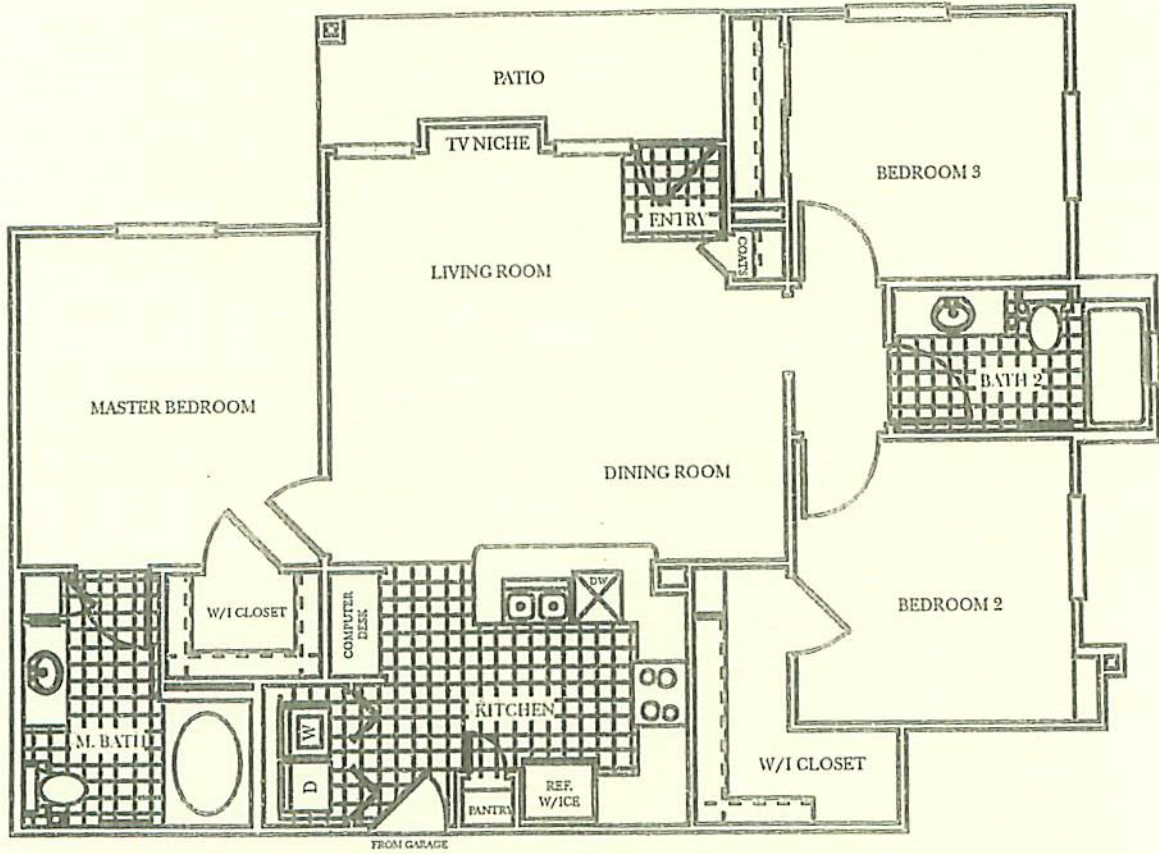 PATIO
TV NICHE
BEDROOM 3
ENTRY
COATS
LIVING ROOM
BATH 2
MASTER BEDROOM
DINING ROOM
DW
W/I CLOSET
COMPUTER
DESK
BEDROOM 2
KITCHEN
W
M. BATH
D
PANTRY
REF.
W/ICE
W/I CLOSET
FROM GARAGE